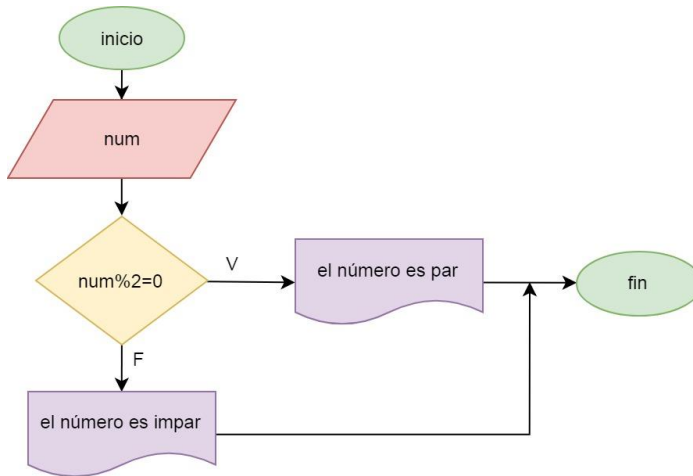 inicio
num
num%2=0
V
el número es par
fin
F
el número es impar